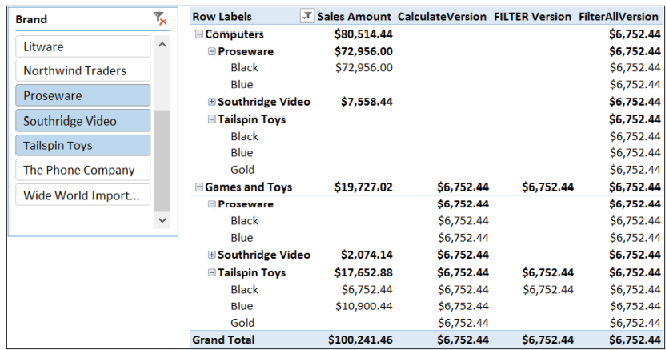 Brand
Litware
Northwind Traders
Proseware
Southridge Video
Tailspin Toys
The Phone Company
Wide World Import...
Row Labels Sales Amount CalculateVersion FILTER Version FilterAllVersion
Computers $80,514.44 $6,752.44
Proseware $72,956.00 $6,752.44
Black $72,956.00 $6,752.44
Blue $6,752.44
Southridge Video $7,558.44 $6,752.44
Tailspin Toys $6,752.44
Black $6,752.44
Blue $6,752.44
Gold $6,752.44
Games and Toys $19,727.02 $6,752.44 $6,752.44 $6,752.44
Proseware $6,752.44 $6,752.44
Black $6,752.44 $6,752.44
Blue $6,752.44 $6,752.44
Southridge Video $2,074.14 $6,752.44 $6,752.44
Tailspin Toys $17,652.88 $6,752.44 $6,752.44 $6,752.44
Black $6,752.44 $6,752.44 $6,752.44 $6,752.44
Blue $10,900.44 $6,752.44 $6,752.44
Gold $6,752.44 $6,752.44
Grand Total $100,241.46 $6,752.44 $6,752.44 $6,752.44